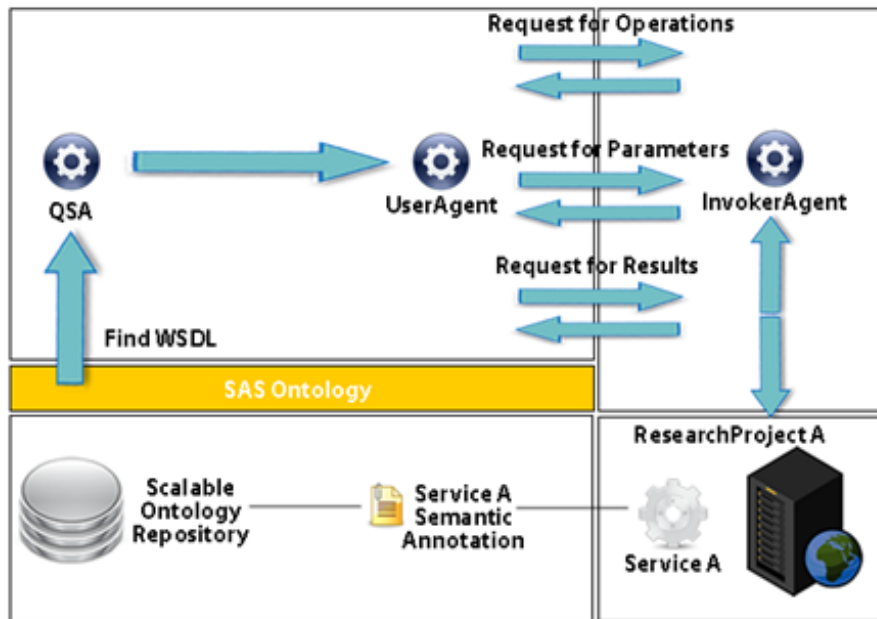 Request for Operations
Request for Parameters
QSA
UserAgent
InvokerAgent
Request for Results
Find WSDL
SAS Ontology
ResearchProject A
Scalable
Ontology
Repository
Service A
Semantic
Annotation
Service A